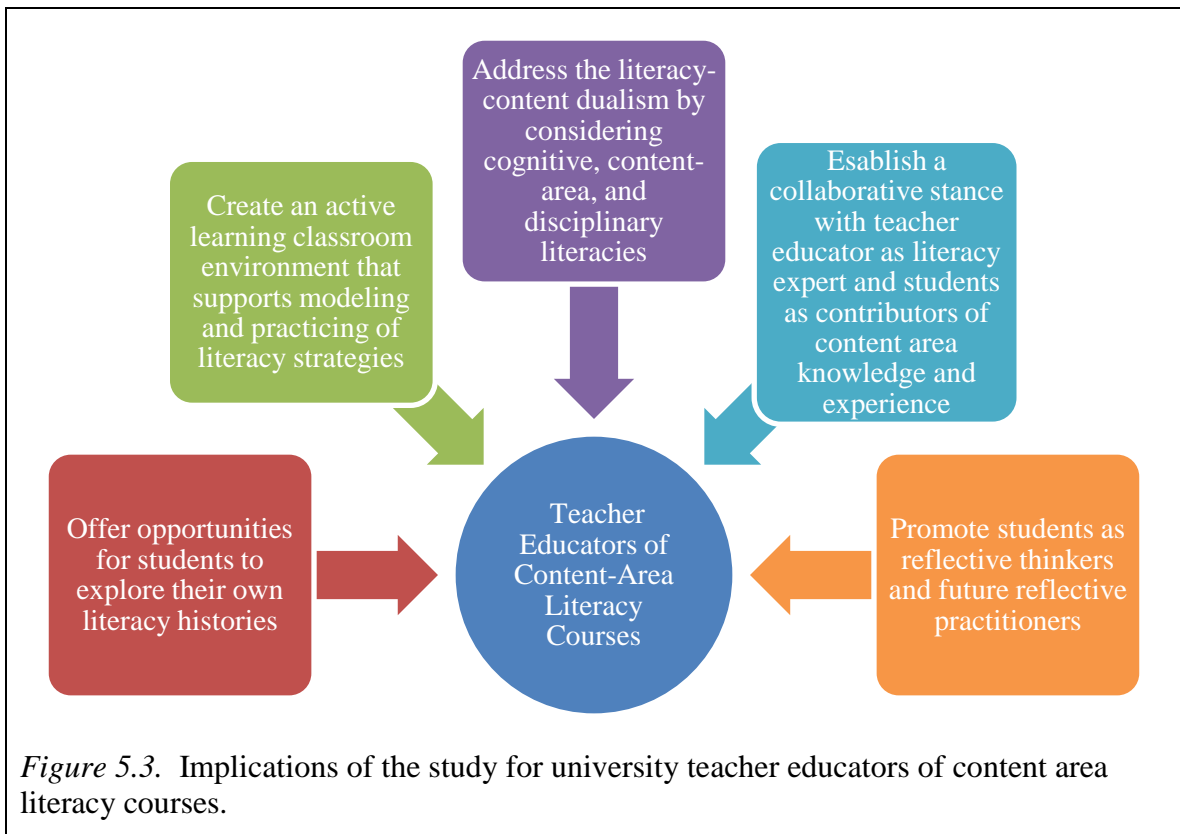 Address the literacy-
content dualism by
considering
cognitive, content-
area, and
disciplinary
literacies
Create an active
learning classroom
environment that
supports modeling
and practicing of
literacy strategies
Esablish a
collaborative stance
with teacher
educator as literacy
expert and students
as contributors of
content area
knowledge and
experience
Offer opportunities
for students to
explore their own
literacy histories
Teacher
Educators of
Content-Area
Literacy
Courses
Promote students as
reflective thinkers
and future reflective
practitioners
Figure 5.3. Implications of the study for university teacher educators of content area
literacy courses.